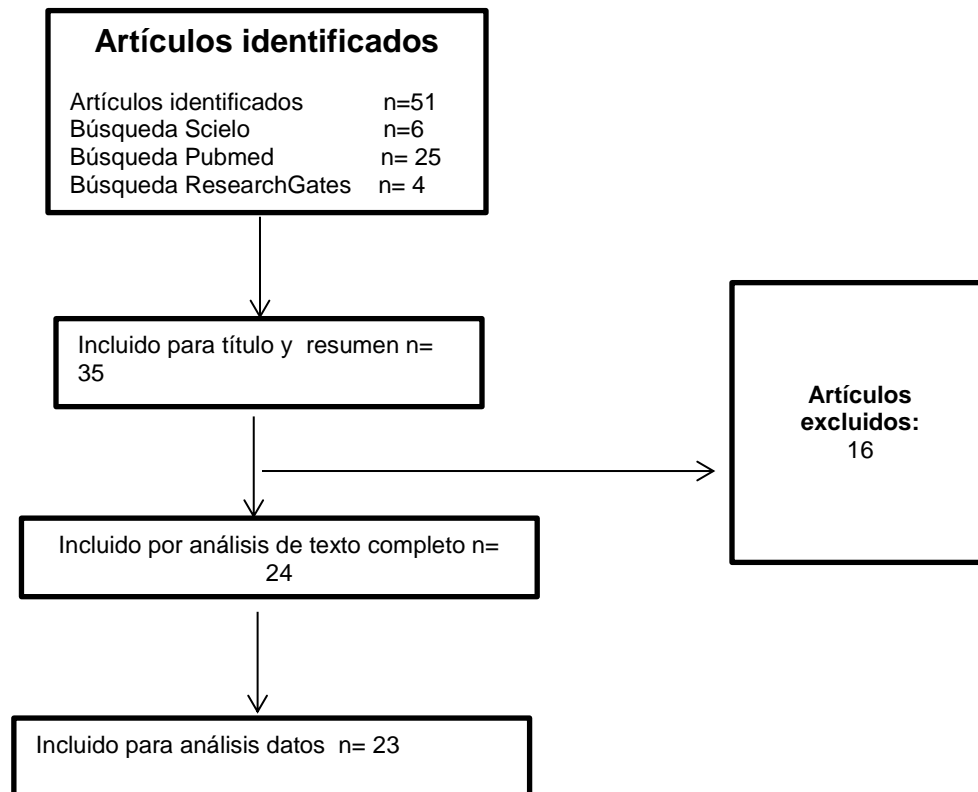 Artículos identificados
Artículos identificados n=51
Búsqueda Scielo n=6
Búsqueda Pubmed n= 25
Búsqueda ResearchGates n= 4
Incluido para título y resumen n=
35
Artículos
excluidos:
16
Incluido por análisis de texto completo n=
24
Incluido para análisis datos n= 23